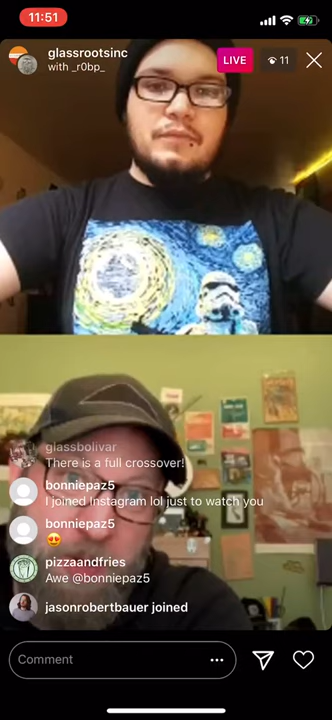 11:51
glassrootsinc
with _r0bp_
LIVE
11
glassbolivar
There is a full crossover!
bonniepaz5
I joined Instagram lol just to watch you
bonniepaz5
😍
pizzaandfries
Awe @bonniepaz5
jasonrobertbauer joined
Comment